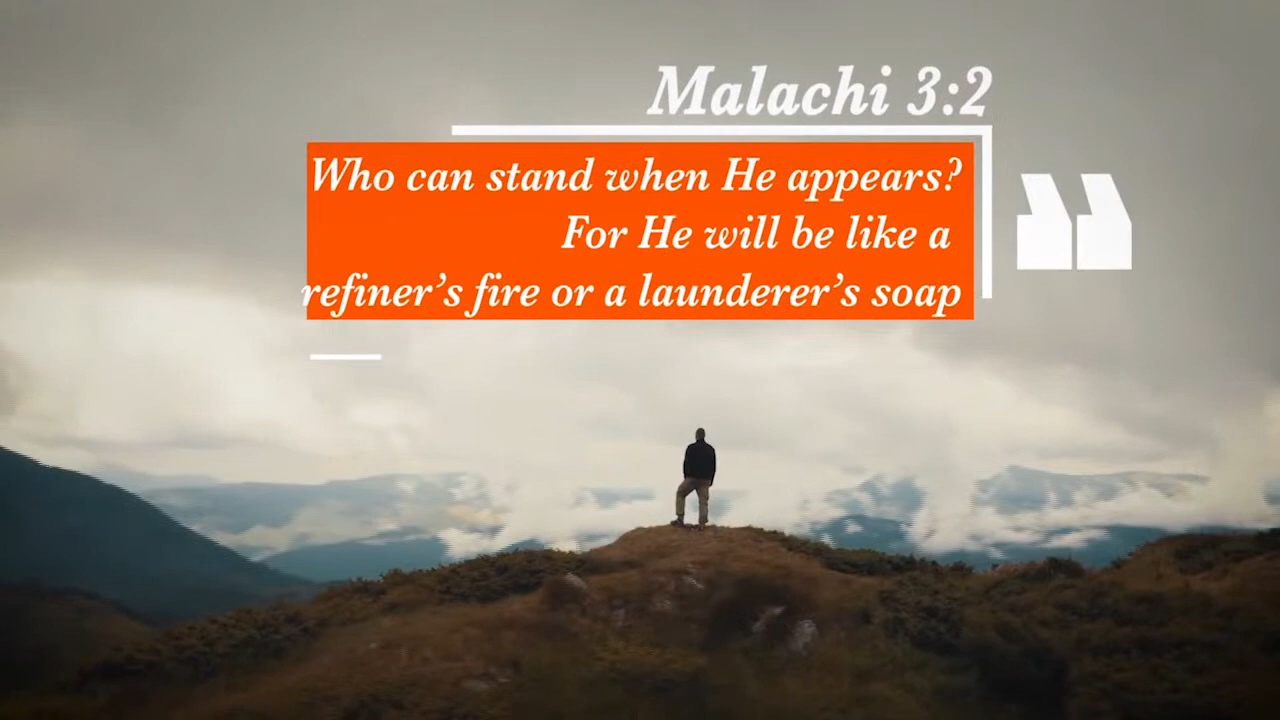 Malachi 3:2
Who can stand when He appears?
For He will be like a
refiner’s fire or a launderer’s soap